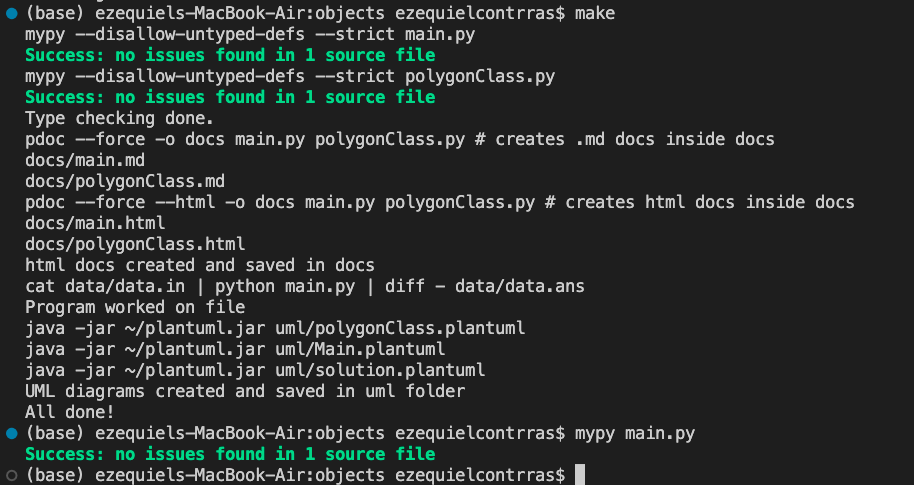 (base) ezequiels-MacBook-Air:objects ezequielcontrras$ make
mypy --disallow-untyped-defs --strict main.py
Success: no issues found in 1 source file
mypy --disallow-untyped-defs --strict polygonClass.py
Success: no issues found in 1 source file
Type checking done.
pdoc --force -o docs main.py polygonClass.py # creates .md docs inside docs
docs/main.md
docs/polygonClass.md
pdoc --force --html -o docs main.py polygonClass.py # creates html docs inside docs
docs/main.html
docs/polygonClass.html
html docs created and saved in docs
cat data/data.in | python main.py | diff - data/data.ans
Program worked on file
java -jar ~/plantuml.jar uml/polygonClass.plantuml
java -jar ~/plantuml.jar uml/Main.plantuml
java -jar ~/plantuml.jar uml/solution.plantuml
UML diagrams created and saved in uml folder
All done!
(base) ezequiels-MacBook-Air:objects ezequielcontrras$ mypy main.py
Success: no issues found in 1 source file
(base) ezequiels-MacBook-Air:objects ezequielcontrras$